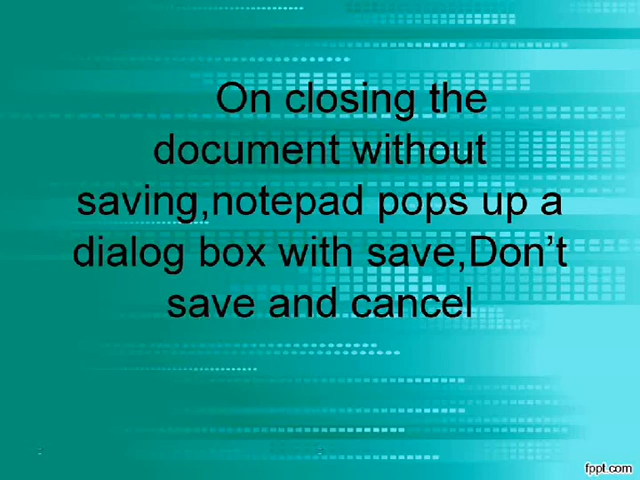 On closing the
document without
saving,notepad pops up a
dialog box with save,Don’t
save and cancel
fppt.com